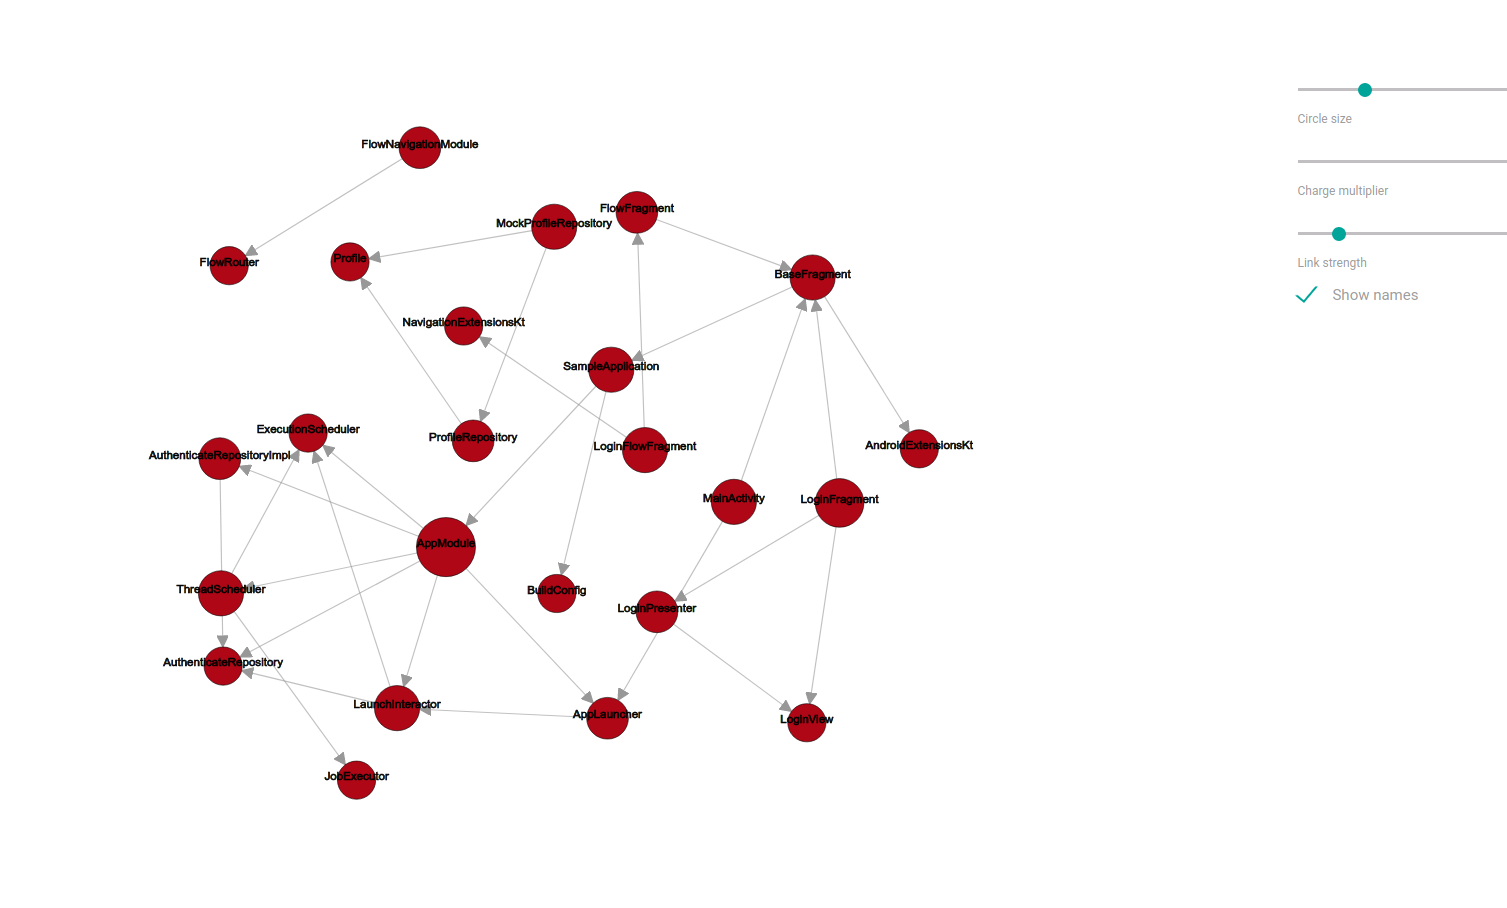 FlowNavigationModule
FlowFragment
MockProfileRepository
Profile
FlowRouter
BaseFragment
NavigationExtensionsKt
SampleApplication
ExecutionScheduler
ProfileRepository
LoginFlowFragment
AndroidExtensionsKt
AuthenticateRepositoryImpl
MainActivity
LoginFragment
AppModule
ThreadScheduler
BuildConfig
LoginPresenter
AuthenticateRepository
LaunchInteractor
AppLauncher
LoginView
JobExecutor
Circle size
Charge multiplier
Link strength
Show names